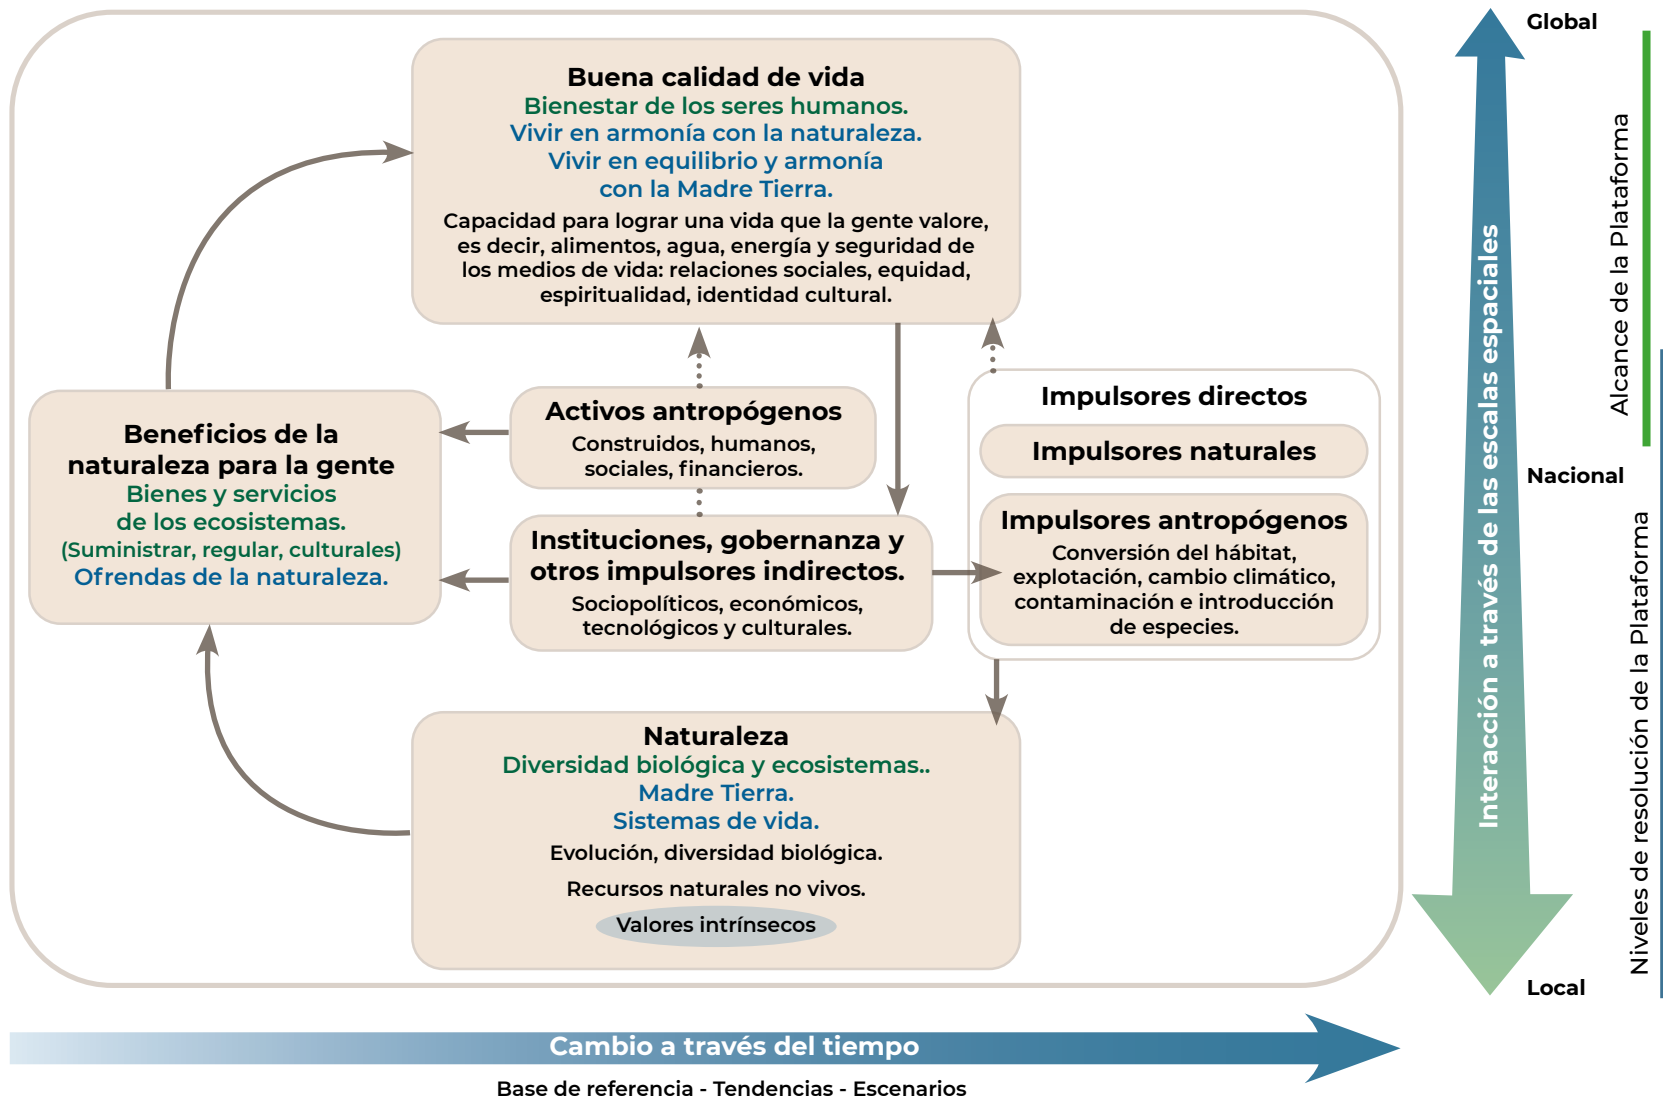 Buena calidad de vida
Bienestar de los seres humanos.
Vivir en armonía con la naturaleza.
Vivir en equilibrio y armonía
con la Madre Tierra.
Capacidad para lograr una vida que la gente valore,
es decir, alimentos, agua, energía y seguridad de
los medios de vida: relaciones sociales, equidad,
espiritualidad, identidad cultural.
Beneficios de la
naturaleza para la gente
Bienes y servicios
de los ecosistemas.
(Suministrar, regular, culturales)
Ofrendas de la naturaleza.
Activos antropógenos
Construidos, humanos,
sociales, financieros.
Instituciones, gobernanza y
otros impulsores indirectos.
Sociopolíticos, económicos,
tecnológicos y culturales.
Impulsores directos
Impulsores naturales
Impulsores antropógenos
Conversión del hábitat,
explotación, cambio climático,
contaminación e introducción
de especies.
Naturaleza
Diversidad biológica y ecosistemas..
Madre Tierra.
Sistemas de vida.
Evolución, diversidad biológica.
Recursos naturales no vivos.
Valores intrínsecos
Cambio a través del tiempo
Base de referencia - Tendencias - Escenarios
Global
Nacional
Local
Interacción a través de las escalas espaciales
Alcance de la Plataforma
Niveles de resolución de la Plataforma